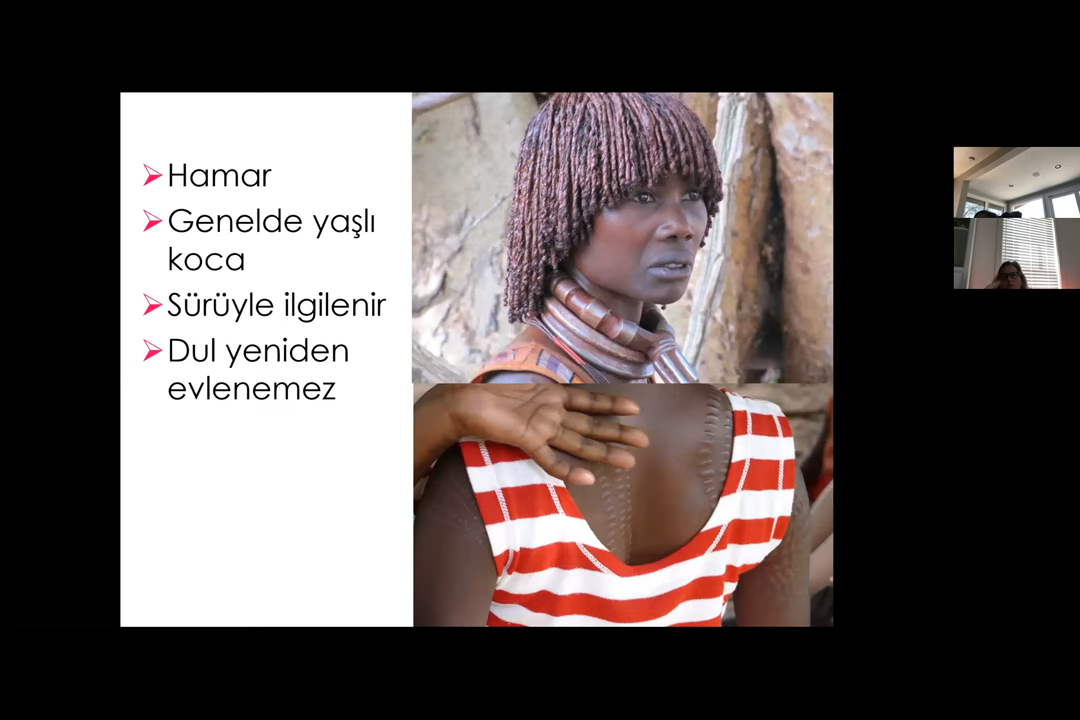 Hamar
Genelde yaşlı
koca
Sürüyle ilgilenir
Dul yeniden
evlenemez